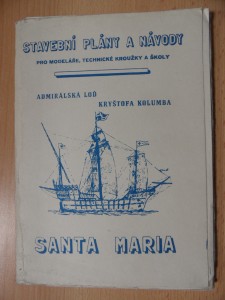 STAVEBNÍ PLÁNY A NÁVODY
PRO MODELÁŘE, TECHNICKÉ KROUŽKY A ŠKOLY
ADMIRÁLSKÁ LOĎ
KRYŠTOFA KOLUMBA
SANTA MARIA